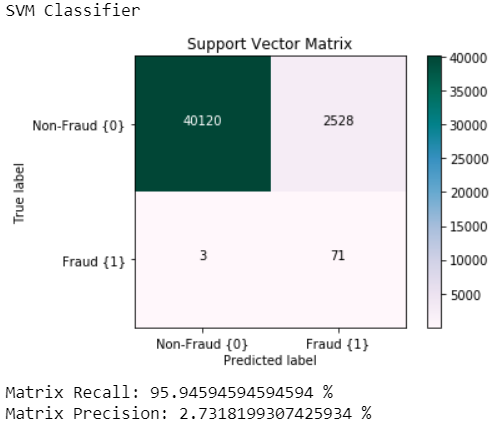 SVM Classifier
Support Vector Matrix
40000
35000
30000
25000
20000
15000
10000
5000
True label
Non-Fraud {0}
40120
2528
Fraud {1}
3
71
Non-Fraud {0}
Fraud {1}
Predicted label
Matrix Recall: 95.94594594594594 %
Matrix Precision: 2.7318199307425934 %